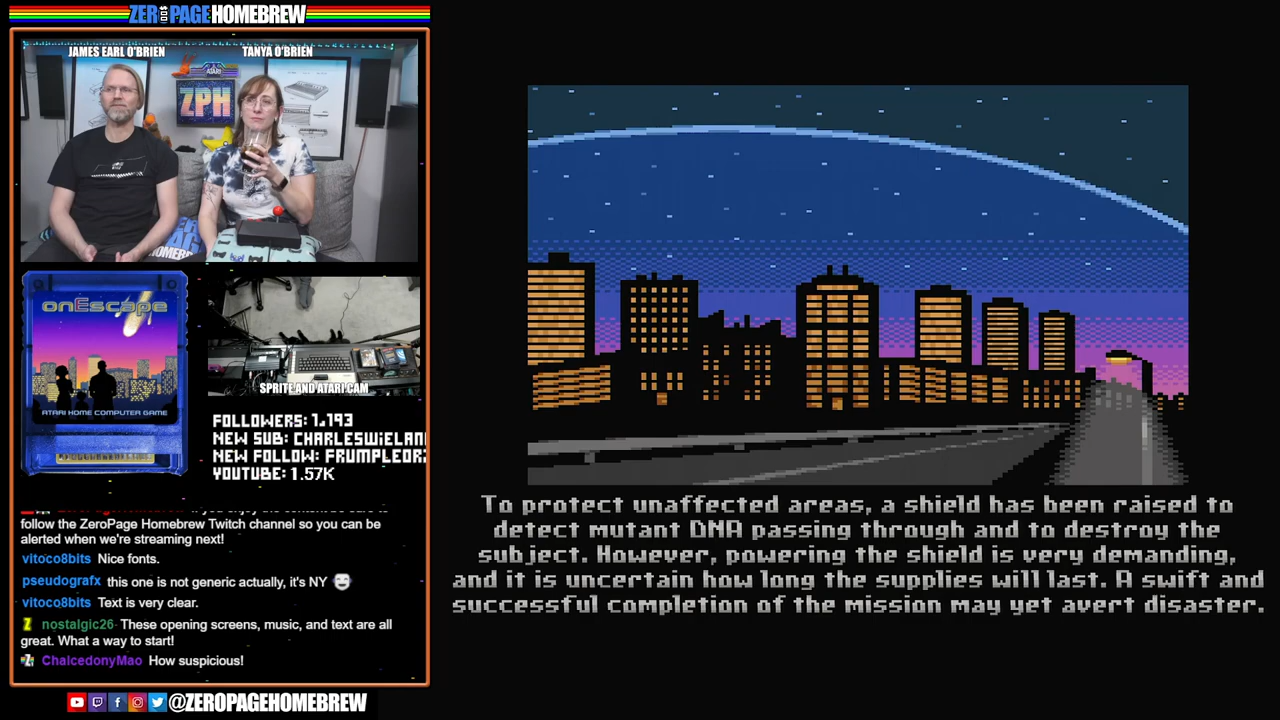 ZEROPAGE HOMEBREW
JAMES EARL O'BRIEN
TANYA O'BRIEN
ATARI
ZPH
HOMEBREW
onEscape
ATARI HOME COMPUTER GAME
SPRITE AND ATARI CAM
FOLLOWERS: 1,193
NEW SUB: CHARLESWIELAN
NEW FOLLOW: FRUMPLEOR
YOUTUBE: 1.57K
follow the ZeroPage Homebrew Twitch channel so you can be
alerted when we're streaming next!
vitoco8bits Nice fonts.
pseudografx this one is not generic actually, it's NY
vitoco8bits Text is very clear.
nostalgic26 These opening screens, music, and text are all
great. What a way to start!
ChalcedonyMao How suspicious!
@ZEROPAGEHOMEBREW
To protect unaffected areas, a shield has been raised to
detect mutant DNA passing through and to destroy the
subject. However, powering the shield is very demanding,
and it is uncertain how long the supplies will last. A swift and
successful completion of the mission may yet avert disaster.